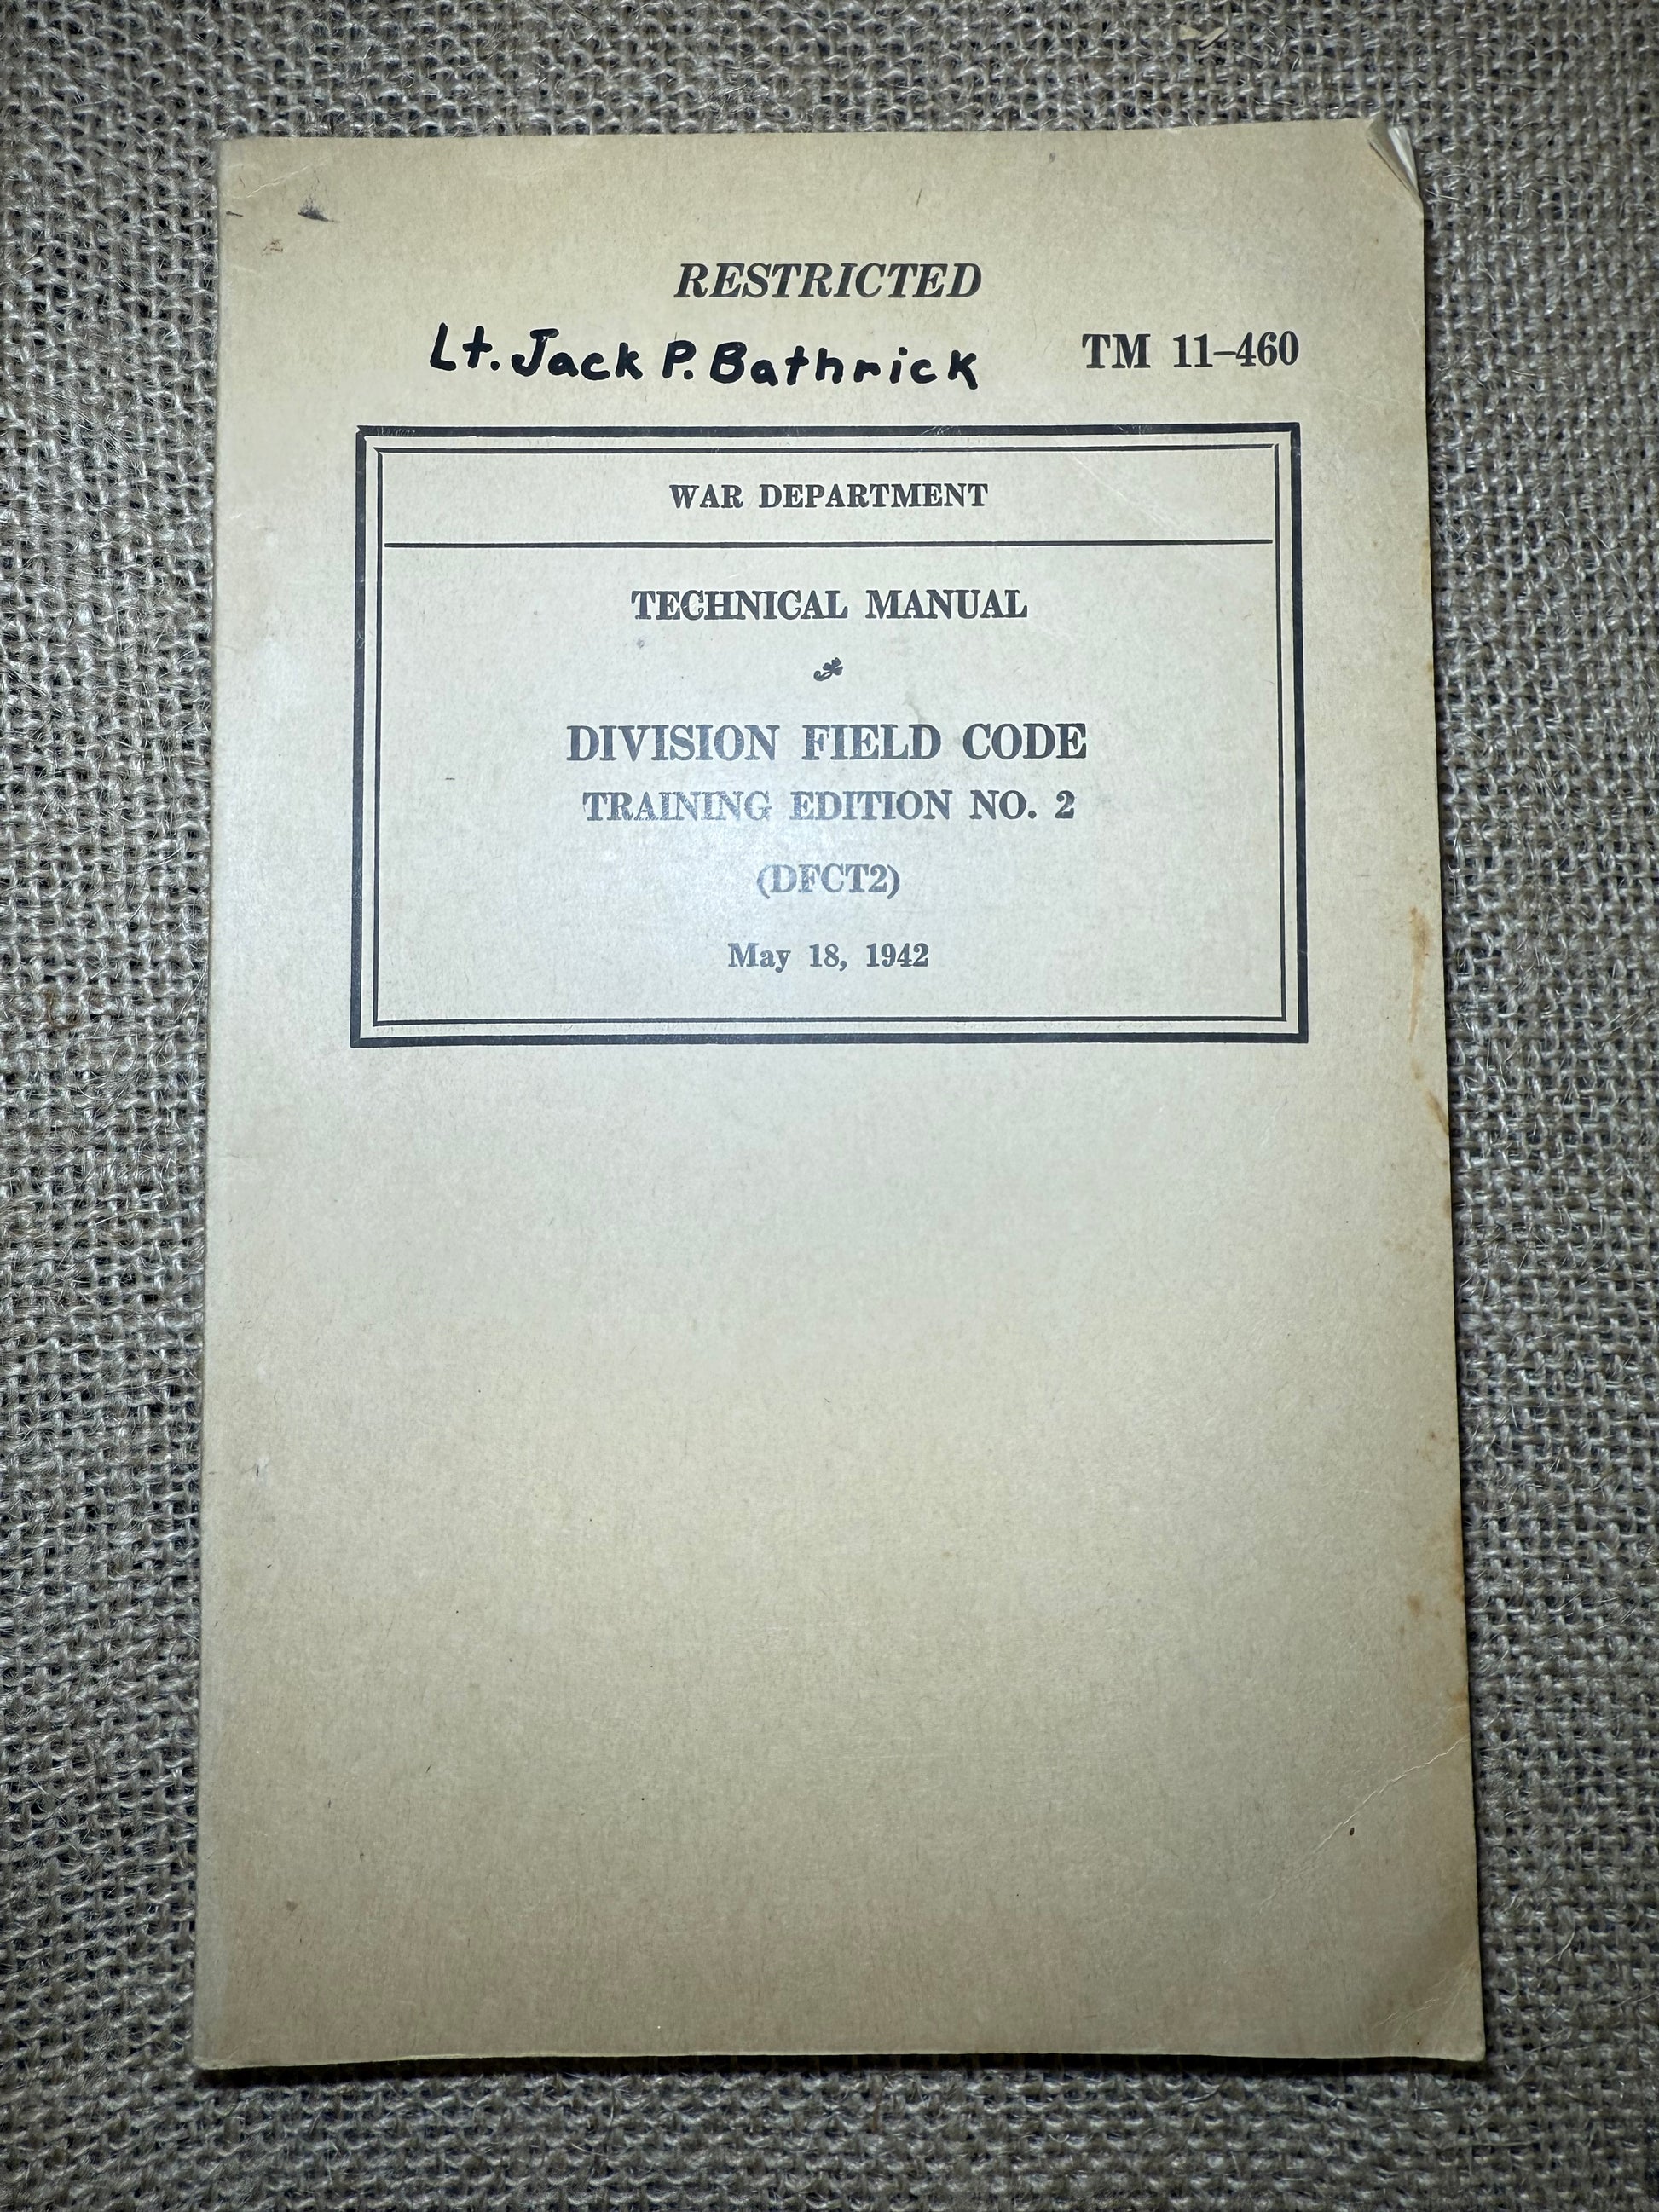 RESTRICTED
Lt. Jack P. Bathrick TM 11–460
WAR DEPARTMENT
TECHNICAL MANUAL
DIVISION FIELD CODE
TRAINING EDITION NO. 2
(DFCT2)
May 18, 1942